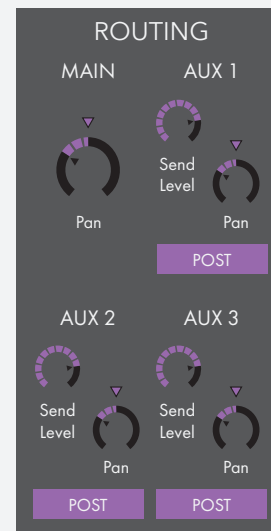 ROUTING
MAIN
Pan
AUX 1
Send
Level
Pan
POST
AUX 2
Send
Level
Pan
POST
AUX 3
Send
Level
Pan
POST